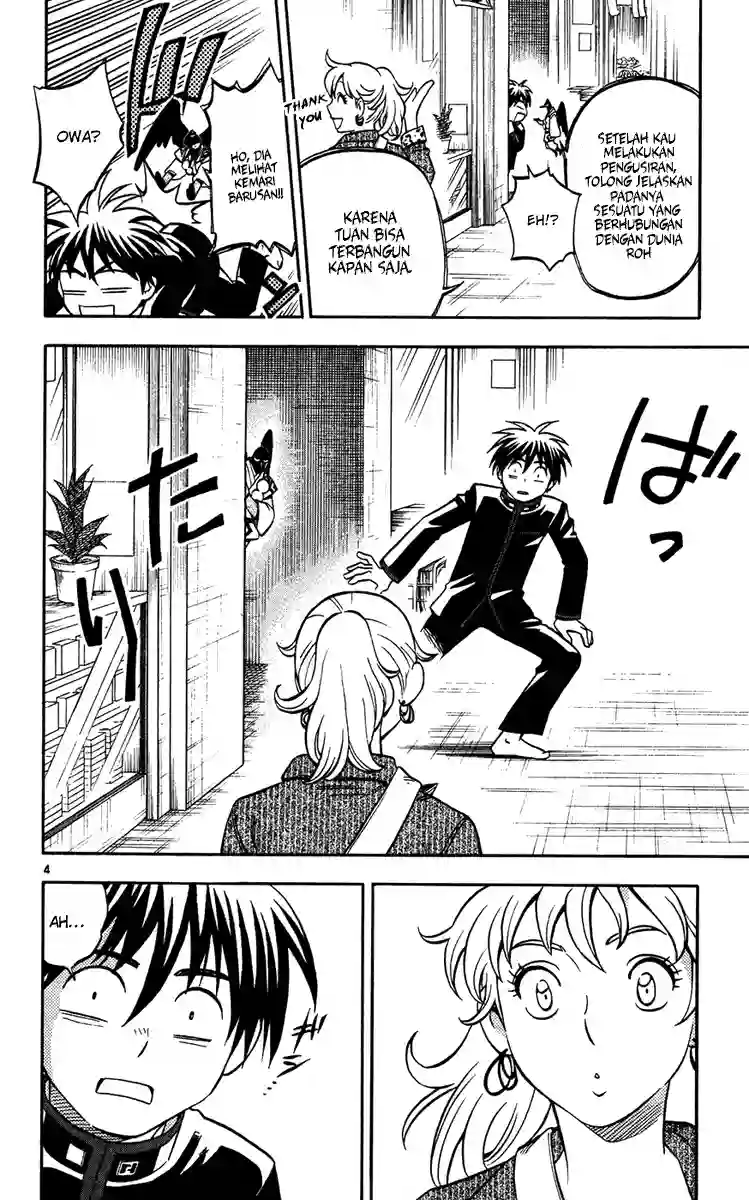 SETELAH KAU
MELAKUKAN
PENGUSIRAN,
TOLONG JELASKAN
PADANYA
SESUATU YANG
BERHUBUNGAN
DENGAN DUNIA
ROH
EH!?
THANK
YOU
KARENA
TUAN BISA
TERBANGUN
KAPAN SAJA.
HO, DIA
MELIHAT
KEMARI
BARUSAN!!
OWA?
ばっ
たり
4
AH...